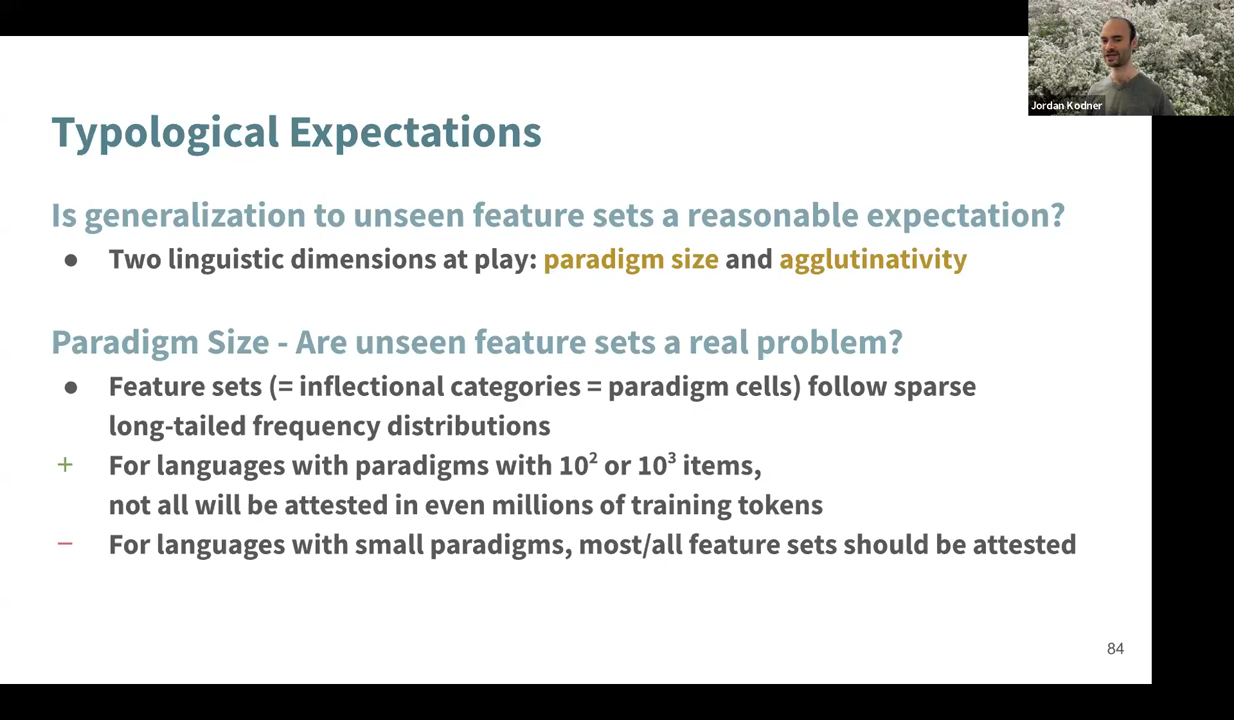 Jordan Kodner
Typological Expectations
Is generalization to unseen feature sets a reasonable expectation?
● Two linguistic dimensions at play: paradigm size and agglutinativity
Paradigm Size - Are unseen feature sets a real problem?
● Feature sets (= inflectional categories = paradigm cells) follow sparse
long-tailed frequency distributions
+ For languages with paradigms with 10² or 10³ items,
not all will be attested in even millions of training tokens
− For languages with small paradigms, most/all feature sets should be attested
84